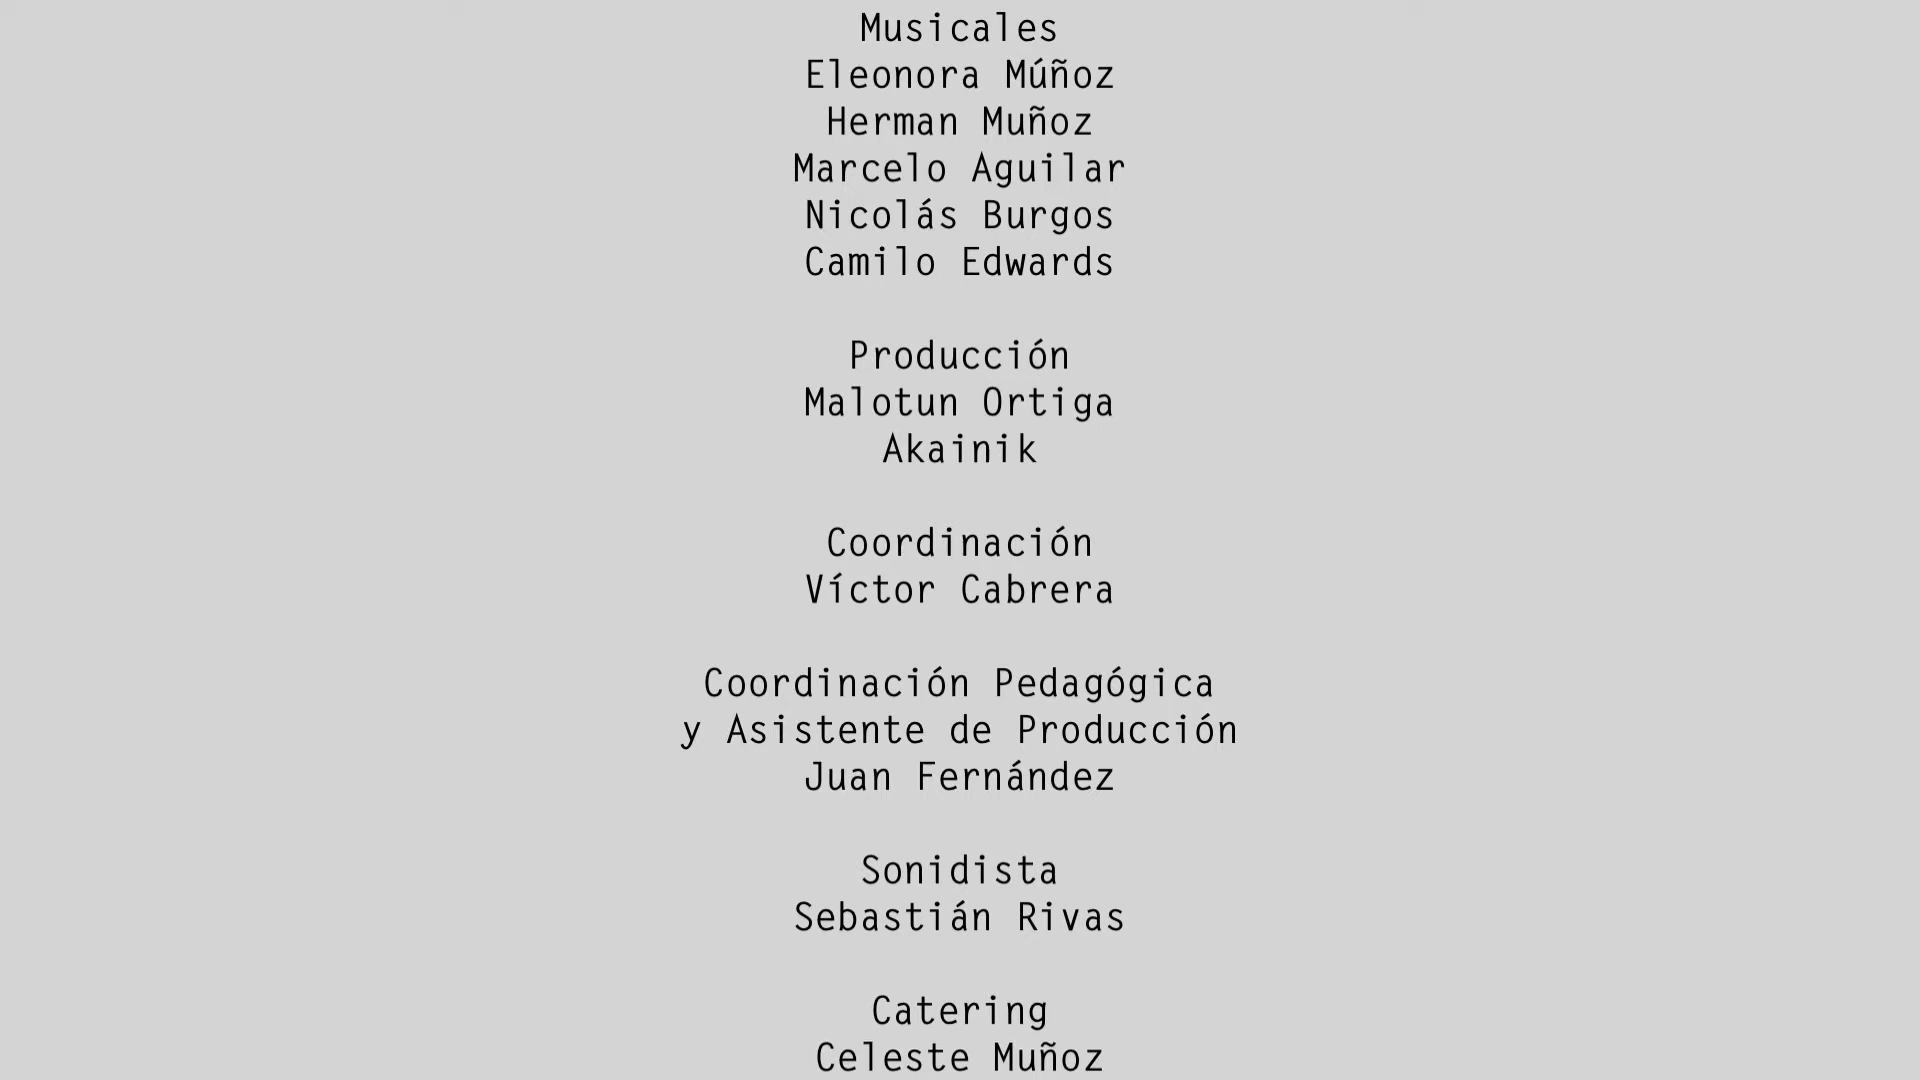 Musicales
Eleonora Múñoz
Herman Muñoz
Marcelo Aguilar
Nicolás Burgos
Camilo Edwards
Producción
Malotun Ortiga
Akainik
Coordinación
Víctor Cabrera
Coordinación Pedagógica
y Asistente de Producción
Juan Fernández
Sonidista
Sebastián Rivas
Catering
Celeste Muñoz